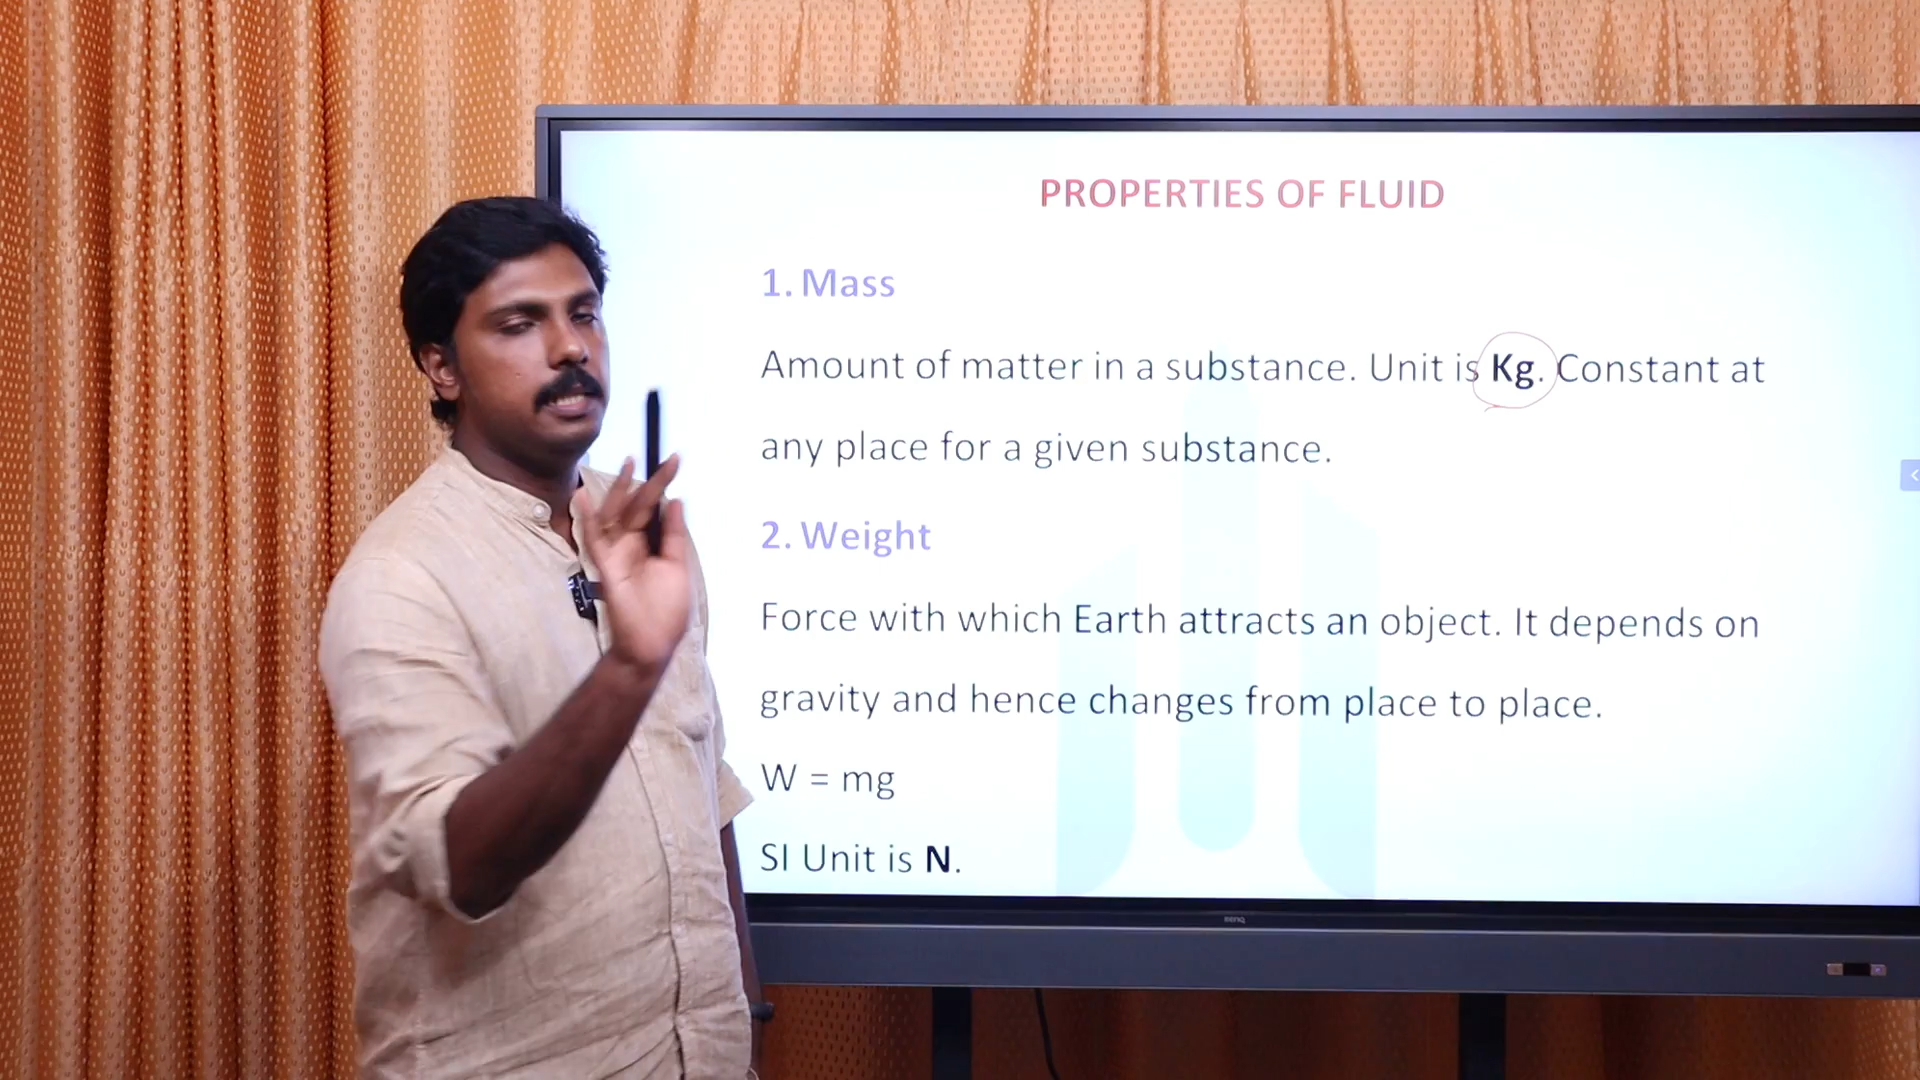 PROPERTIES OF FLUID
1. Mass
Amount of matter in a substance. Unit is Kg. Constant at
any place for a given substance.
2. Weight
Force with which Earth attracts an object. It depends on
gravity and hence changes from place to place.
W = mg
SI Unit is N.
BenQ